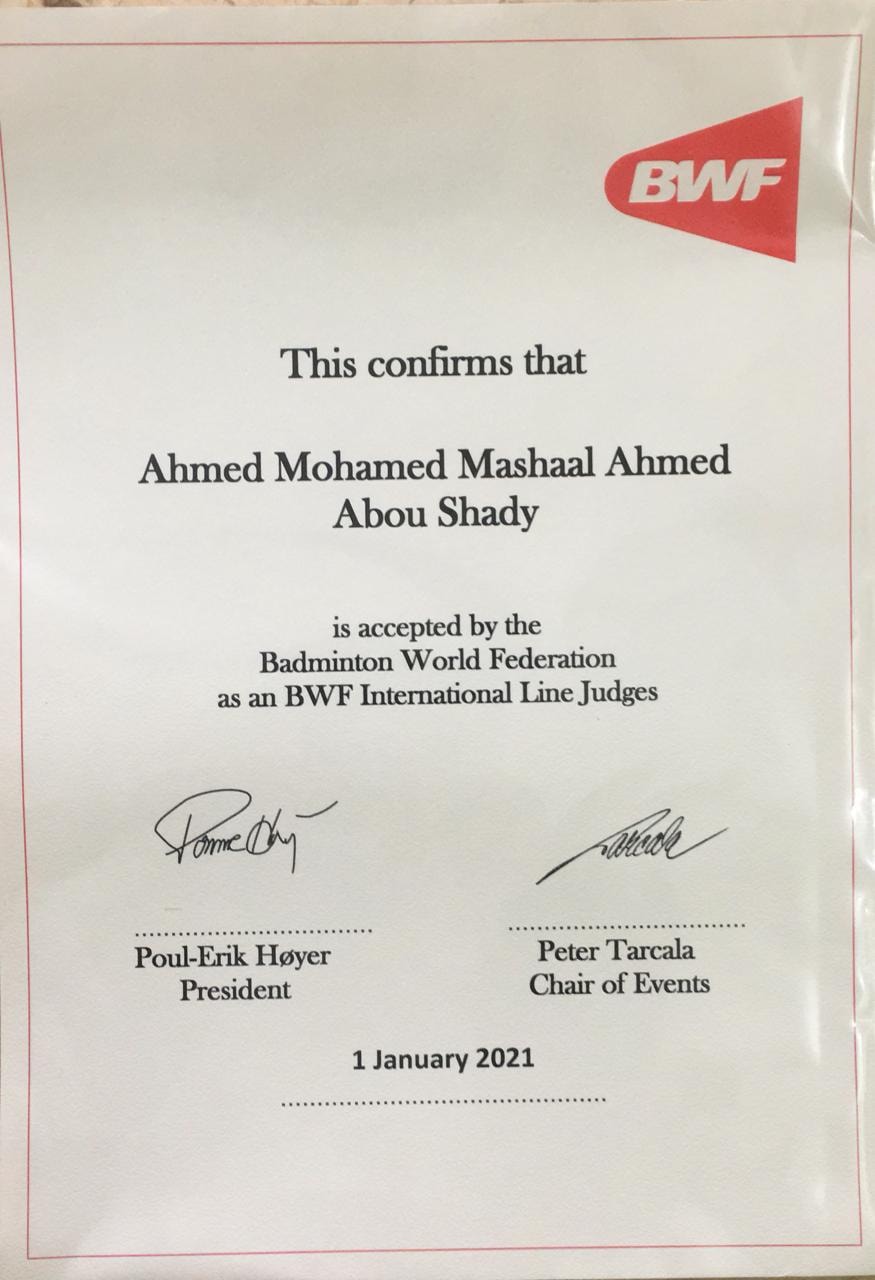 BWF
This confirms that
Ahmed Mohamed Mashaal Ahmed
Abou Shady
is accepted by the
Badminton World Federation
as an BWF International Line Judges
Poul-Erik Høyer
President
Peter Tarcala
Chair of Events
1 January 2021